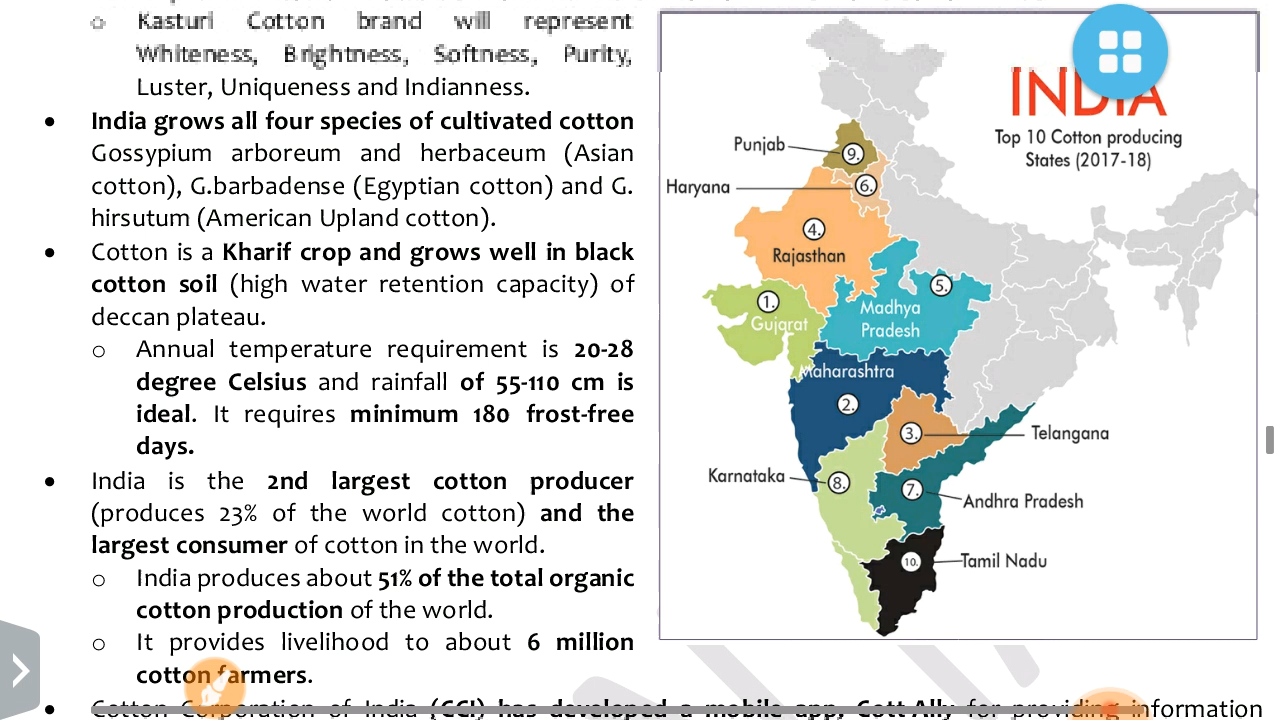 o Kasturi Cotton brand will represent
Whiteness, Brightness, Softness, Purity,
Luster, Uniqueness and Indianness.
• India grows all four species of cultivated cotton
Gossypium arboreum and herbaceum (Asian
cotton), G.barbadense (Egyptian cotton) and G.
hirsutum (American Upland cotton).
• Cotton is a Kharif crop and grows well in black
cotton soil (high water retention capacity) of
deccan plateau.
o Annual temperature requirement is 20-28
degree Celsius and rainfall of 55-110 cm is
ideal. It requires minimum 180 frost-free
days.
• India is the 2nd largest cotton producer
(produces 23% of the world cotton) and the
largest consumer of cotton in the world.
o India produces about 51% of the total organic
cotton production of the world.
o It provides livelihood to about 6 million
cotton farmers.
• Cotton Corporation of India (CCI) has developed a mobile app, Cott-Ally for providing information
INDIA
Top 10 Cotton producing
States (2017-18)
Punjab
9.
Haryana
6.
4.
Rajasthan
1.
Gujarat
5.
Madhya
Pradesh
Maharashtra
2.
3.
Telangana
Karnataka
8.
7.
Andhra Pradesh
10.
Tamil Nadu